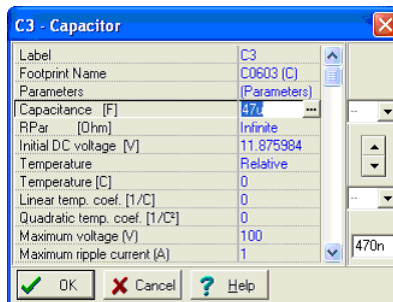 C3 - Capacitor
Label C3
Footprint Name C0603 (C)
Parameters (Parameters)
Capacitance [F] 47u ...
RPar [Ohm] Infinite
Initial DC voltage [V] 11.875984
Temperature Relative
Temperature [C] 0
Linear temp. coef. [1/C] 0
Quadratic temp. coef. [1/C²] 0
Maximum voltage (V) 100
Maximum ripple current (A) 1
--
--
470n
OK Cancel ? Help